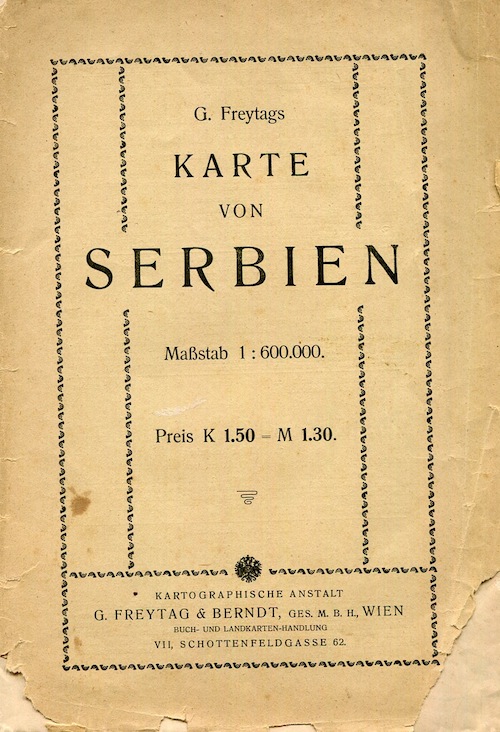 G. Freytags
KARTE
VON
SERBIEN
Maßstab 1 : 600.000.
Preis K 1.50 = M 1.30.
KARTOGRAPHISCHE ANSTALT
G. FREYTAG & BERNDT, GES. M. B. H., WIEN
BUCH- UND LANDKARTEN-HANDLUNG
VII, SCHOTTENFELDGASSE 62.